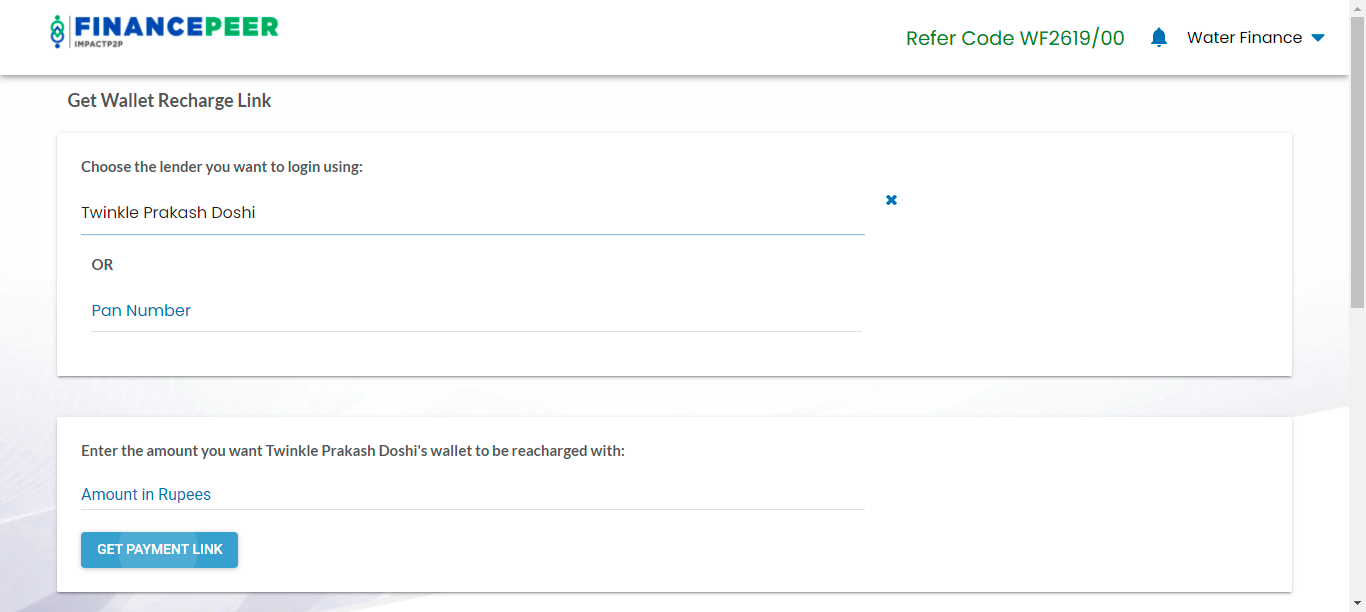 FINANCEPEER
IMPACTP2P
Refer Code WF2619/00
Water Finance
Get Wallet Recharge Link
Choose the lender you want to login using:
Twinkle Prakash Doshi
OR
Pan Number
Enter the amount you want Twinkle Prakash Doshi's wallet to be reacharged with:
Amount in Rupees
GET PAYMENT LINK